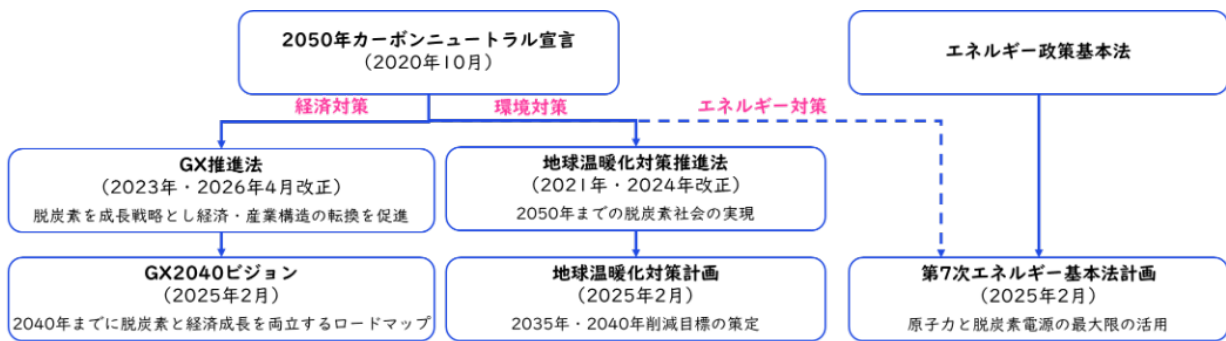 2050年カーボンニュートラル宣言
（2020年10月）
エネルギー政策基本法
経済対策
環境対策
エネルギー対策
GX推進法
（2023年・2026年4月改正）
脱炭素を成長戦略とし経済・産業構造の転換を促進
地球温暖化対策推進法
（2021年・2024年改正）
2050年までの脱炭素社会の実現
GX2040ビジョン
（2025年2月）
2040年までに脱炭素と経済成長を両立するロードマップ
地球温暖化対策計画
（2025年2月）
2035年・2040年削減目標の策定
第7次エネルギー基本法計画
（2025年2月）
原子力と脱炭素電源の最大限の活用